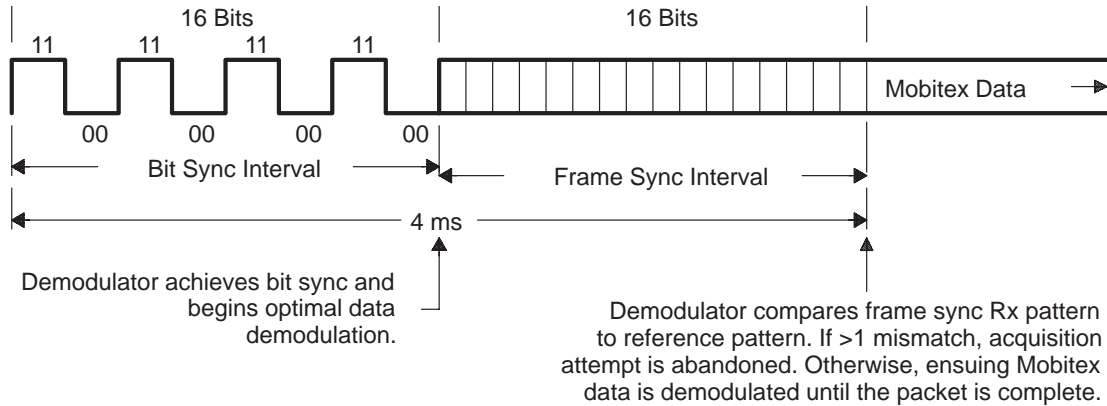 16 Bits 16 Bits
11 11 11 11
Mobitex Data
00 00 00 00
Bit Sync Interval
Frame Sync Interval
4 ms
Demodulator achieves bit sync and
begins optimal data
demodulation.
Demodulator compares frame sync Rx pattern
to reference pattern. If >1 mismatch, acquisition
attempt is abandoned. Otherwise, ensuing Mobitex
data is demodulated until the packet is complete.